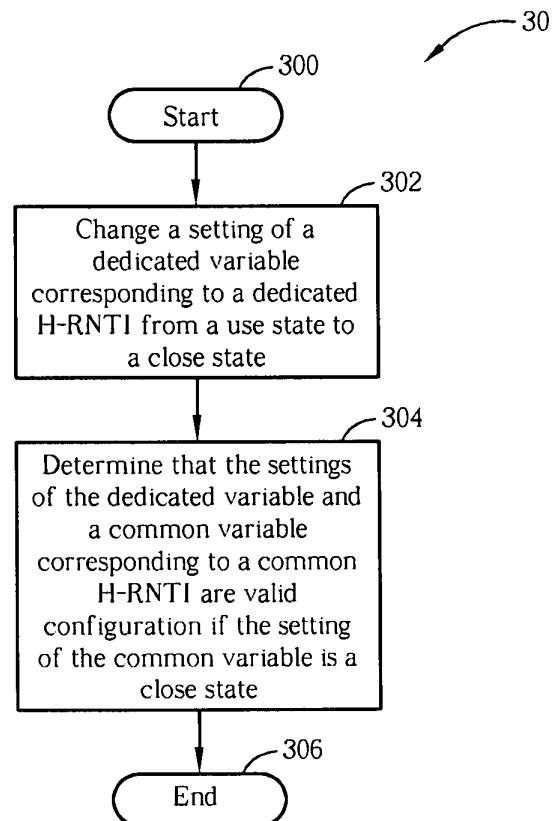 30
300
Start
302
Change a setting of a
dedicated variable
corresponding to a dedicated
H-RNTI from a use state to
a close state
304
Determine that the settings
of the dedicated variable and
a common variable
corresponding to a common
H-RNTI are valid
configuration if the setting
of the common variable is a
close state
306
End